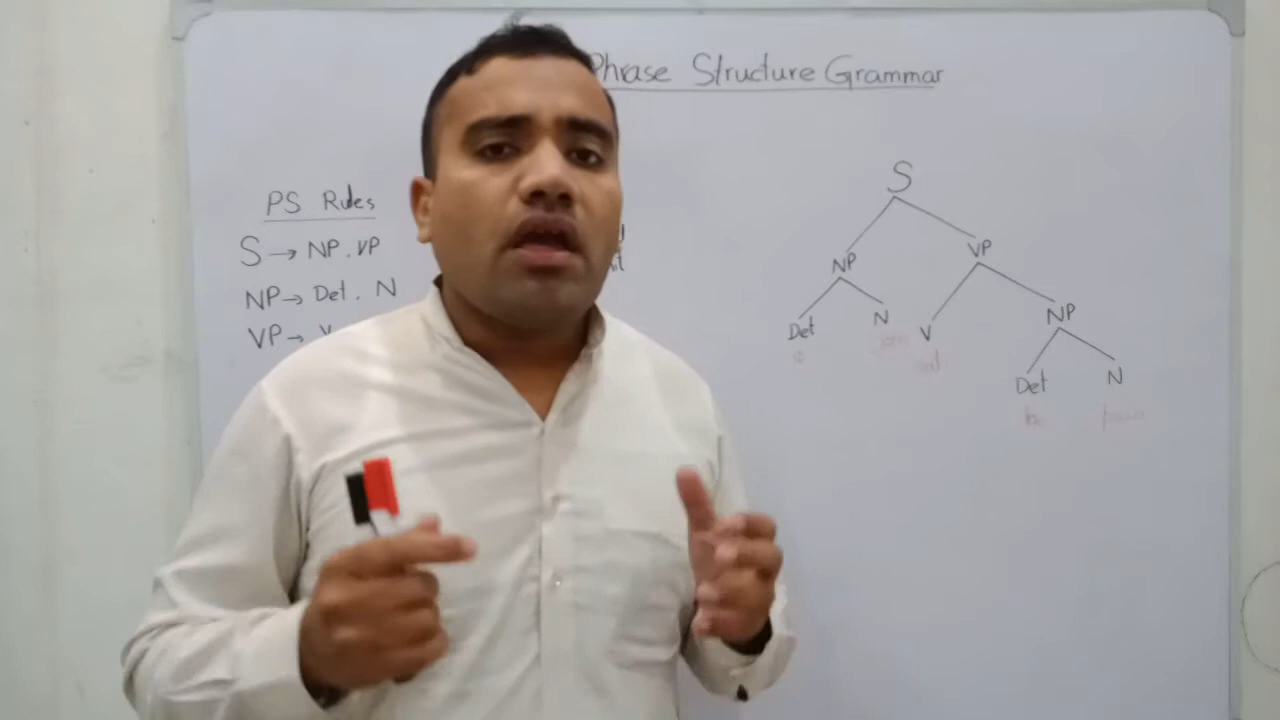 Phrase Structure Grammar
PS Rules
S → NP . VP
NP → Det . N
VP →
S
NP VP
Det N V NP
Det N